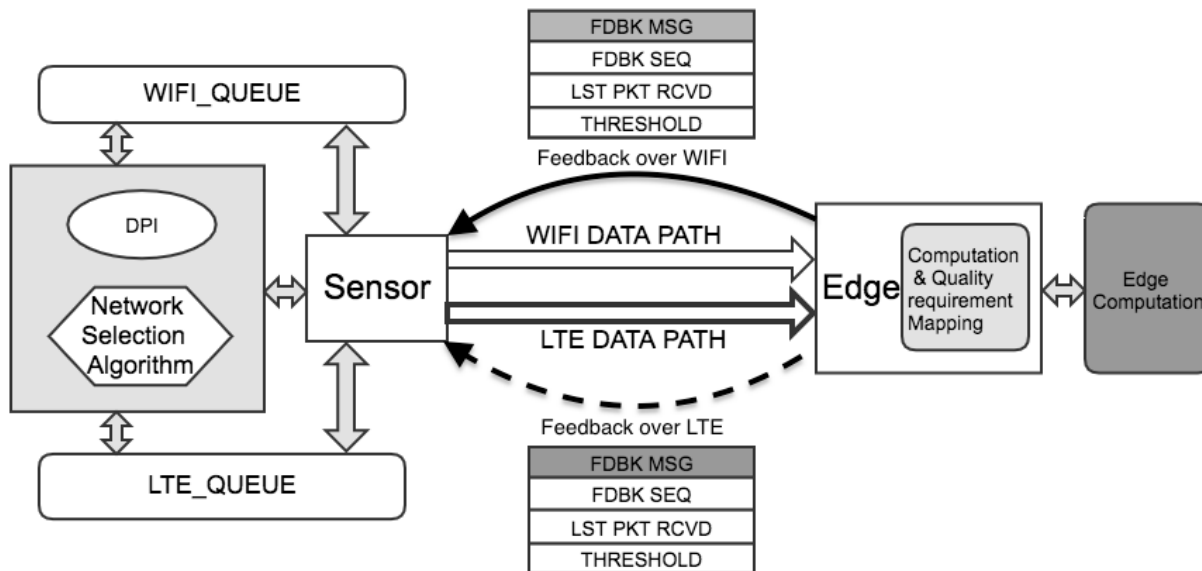 FDBK MSG
FDBK SEQ
LST PKT RCVD
THRESHOLD
Feedback over WIFI
WIFI_QUEUE
DPI
Network
Selection
Algorithm
LTE_QUEUE
Sensor
WIFI DATA PATH
LTE DATA PATH
Edge
Computation
& Quality
requirement
Mapping
Edge
Computation
Feedback over LTE
FDBK MSG
FDBK SEQ
LST PKT RCVD
THRESHOLD